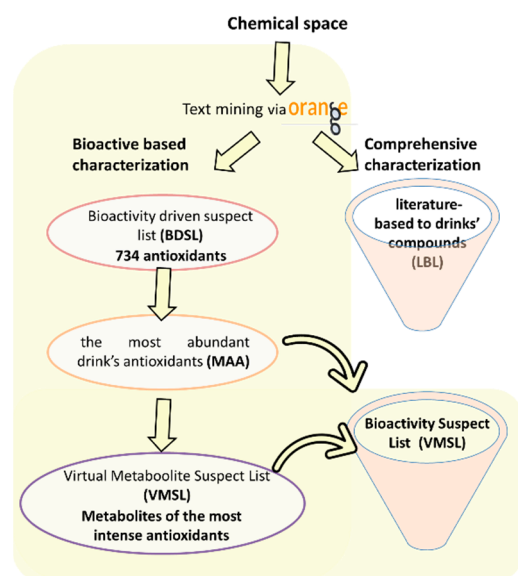 Chemical space
Text mining via orange
Bioactive based
characterization
Comprehensive
characterization
Bioactivity driven suspect
list (BDSL)
734 antioxidants
literature-
based to drinks'
compounds
(LBL)
the most abundant
drink's antioxidants (MAA)
Bioactivity Suspect
List (VMSL)
Virtual Metaboolite Suspect List
(VMSL)
Metabolites of the most
intense antioxidants